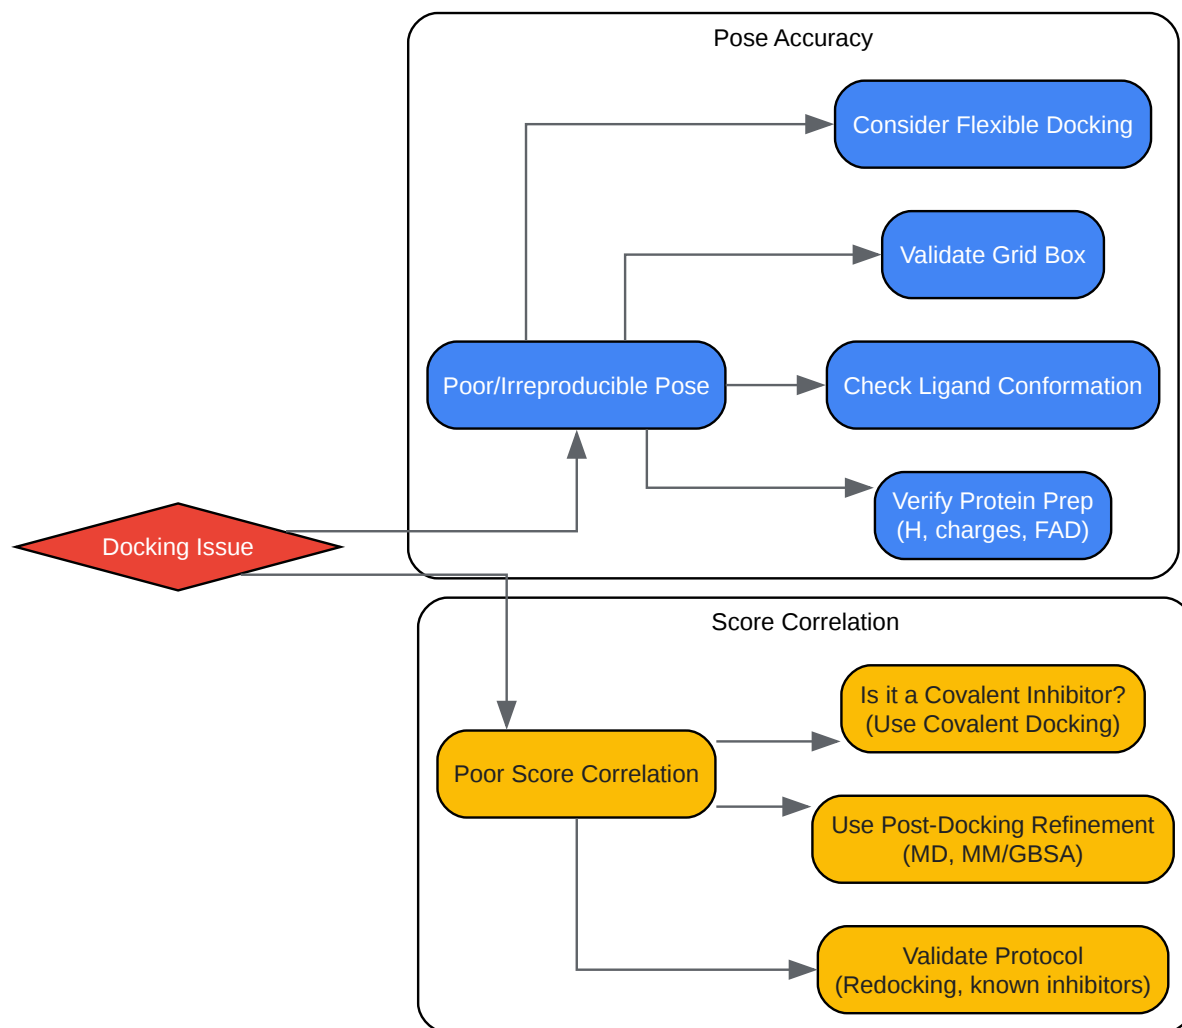 Pose Accuracy
Consider Flexible Docking
Validate Grid Box
Poor/Irreproducible Pose
Check Ligand Conformation
Verify Protein Prep
(H, charges, FAD)
Docking Issue
Score Correlation
Is it a Covalent Inhibitor?
(Use Covalent Docking)
Poor Score Correlation
Use Post-Docking Refinement
(MD, MM/GBSA)
Validate Protocol
(Redocking, known inhibitors)